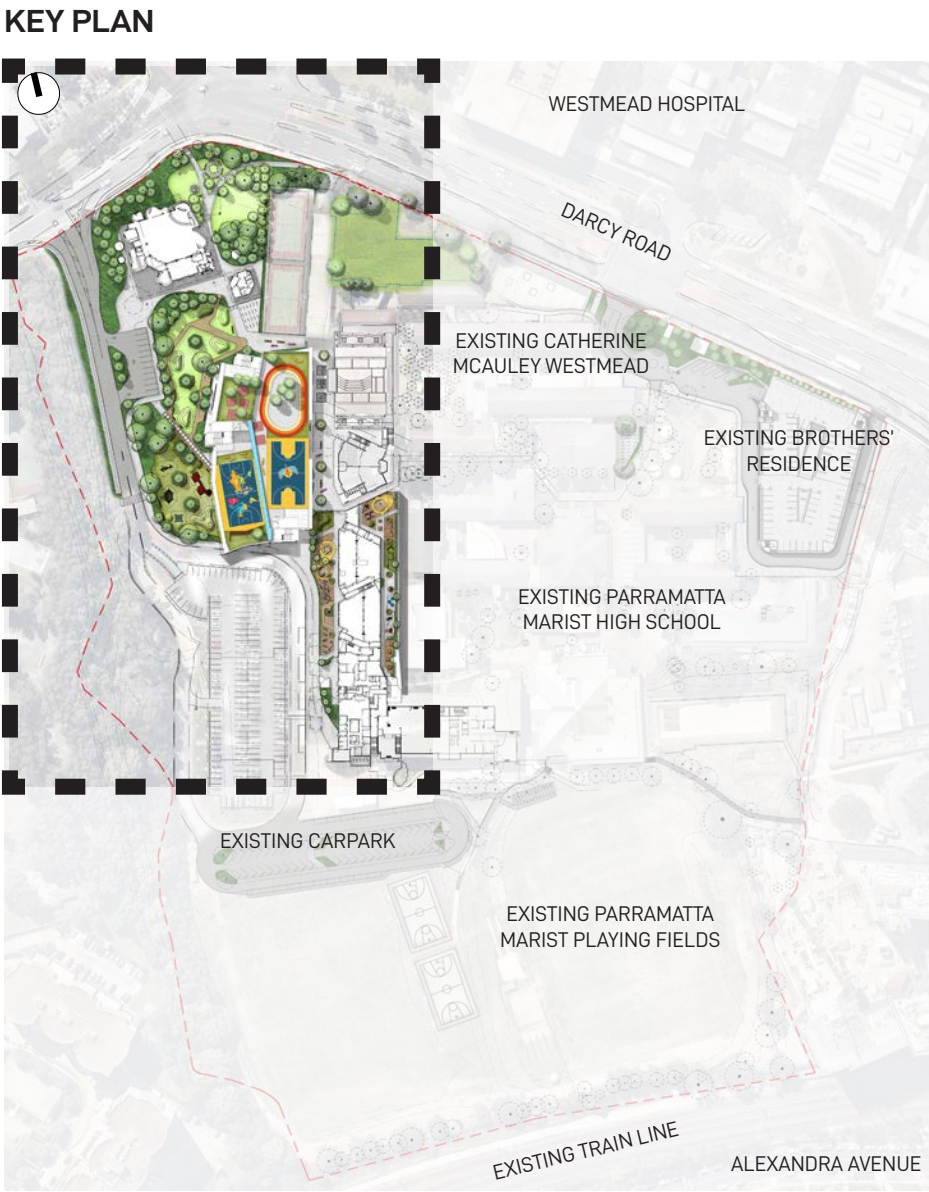 KEY PLAN
WESTMEAD HOSPITAL
DARCY ROAD
EXISTING CATHERINE
MCAULEY WESTMEAD
EXISTING BROTHERS'
RESIDENCE
EXISTING PARRAMATTA
MARIST HIGH SCHOOL
EXISTING CARPARK
EXISTING PARRAMATTA
MARIST PLAYING FIELDS
EXISTING TRAIN LINE
ALEXANDRA AVENUE